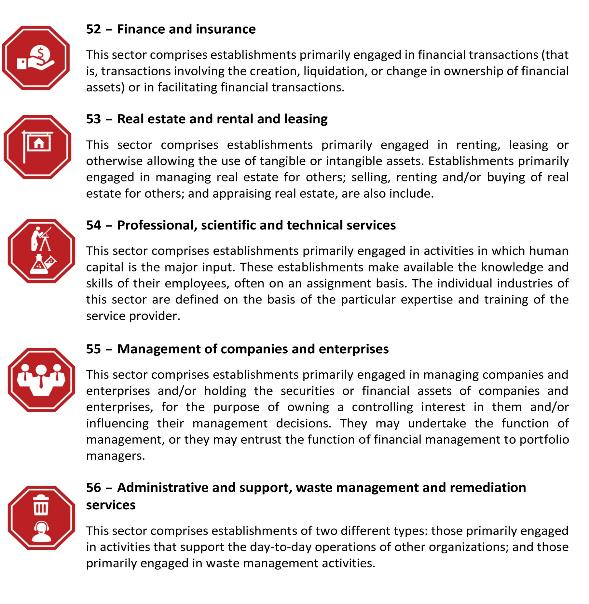 52 – Finance and insurance
This sector comprises establishments primarily engaged in financial transactions (that
is, transactions involving the creation, liquidation, or change in ownership of financial
assets) or in facilitating financial transactions.
53 – Real estate and rental and leasing
This sector comprises establishments primarily engaged in renting, leasing or
otherwise allowing the use of tangible or intangible assets. Establishments primarily
engaged in managing real estate for others; selling, renting and/or buying of real
estate for others; and appraising real estate, are also include.
54 – Professional, scientific and technical services
This sector comprises establishments primarily engaged in activities in which human
capital is the major input. These establishments make available the knowledge and
skills of their employees, often on an assignment basis. The individual industries of
this sector are defined on the basis of the particular expertise and training of the
service provider.
55 – Management of companies and enterprises
This sector comprises establishments primarily engaged in managing companies and
enterprises and/or holding the securities or financial assets of companies and
enterprises, for the purpose of owning a controlling interest in them and/or
influencing their management decisions. They may undertake the function of
management, or they may entrust the function of financial management to portfolio
managers.
56 – Administrative and support, waste management and remediation
services
This sector comprises establishments of two different types: those primarily engaged
in activities that support the day-to-day operations of other organizations; and those
primarily engaged in waste management activities.